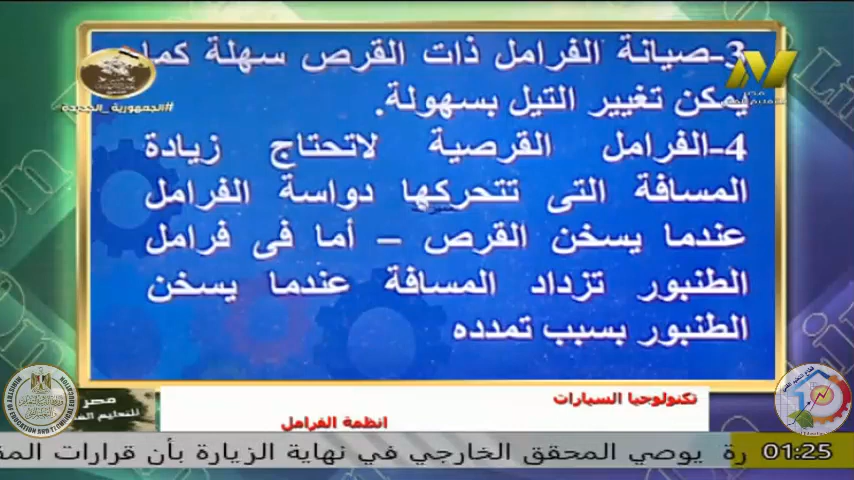 3-صيانة الفرامل ذات القرص سهلة كما
يمكن تغيير التيل بسهولة.
4-الفرامل القرصية لاتحتاج زيادة
المسافة التى تتحركها دواسة الفرامل
عندما يسخن القرص – أما فى فرامل
الطنبور تزداد المسافة عندما يسخن
الطنبور بسبب تمدده
#الجمهورية_الجديدة
مصر
تكنولوجيا السيارات
انظمة الفرامل
رة يوصي المحقق الخارجي في نهاية الزيارة بأن قرارات
01:25